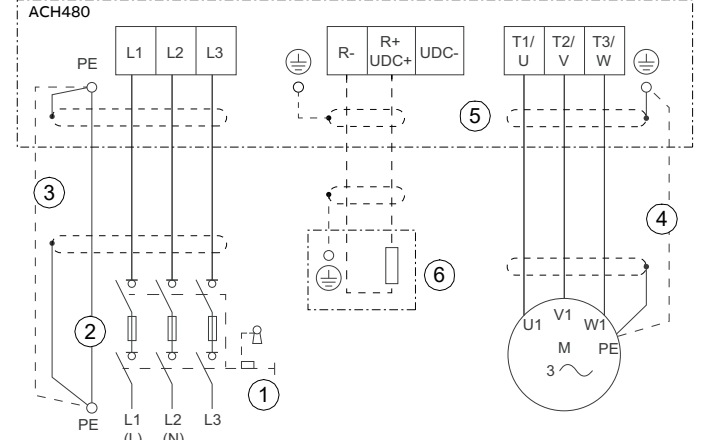 ACH480
PE
L1 L2 L3
R- R+ UDC-
UDC+
T1/ T2/ T3/
U V W
5
3
4
6
2
U1 V1 W1
M PE
3
1
PE
L1 L2 L3
(L) (N)